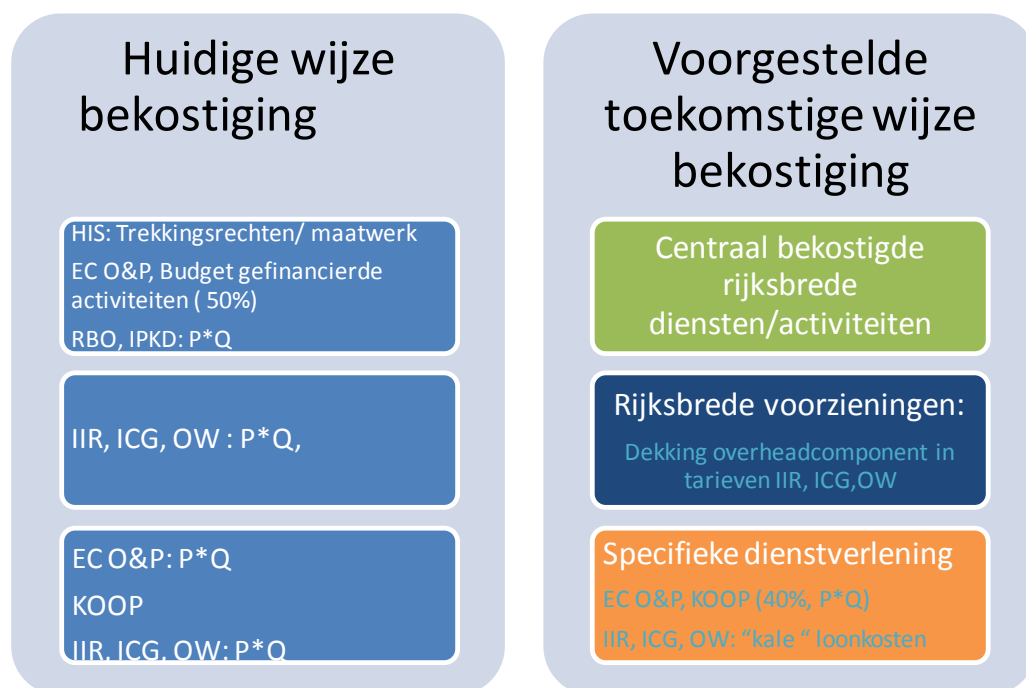 Huidige wijze
bekostiging
HIS: Trekkingsrechten/ maatwerk
EC O&P, Budget gefinancierde
activiteiten ( 50%)
RBO, IPKD: P*Q
IIR, ICG, OW : P*Q,
EC O&P: P*Q
KOOP
IIR, ICG, OW: P*Q
Voorgestelde
toekomstige wijze
bekostiging
Centraal bekostigde
rijksbrede
diensten/activiteiten
Rijksbrede voorzieningen:
Dekking overheadcomponent in
tarieven IIR, ICG,OW
Specifieke dienstverlening
EC O&P, KOOP (40%, P*Q)
IIR, ICG, OW: “kale “ loonkosten